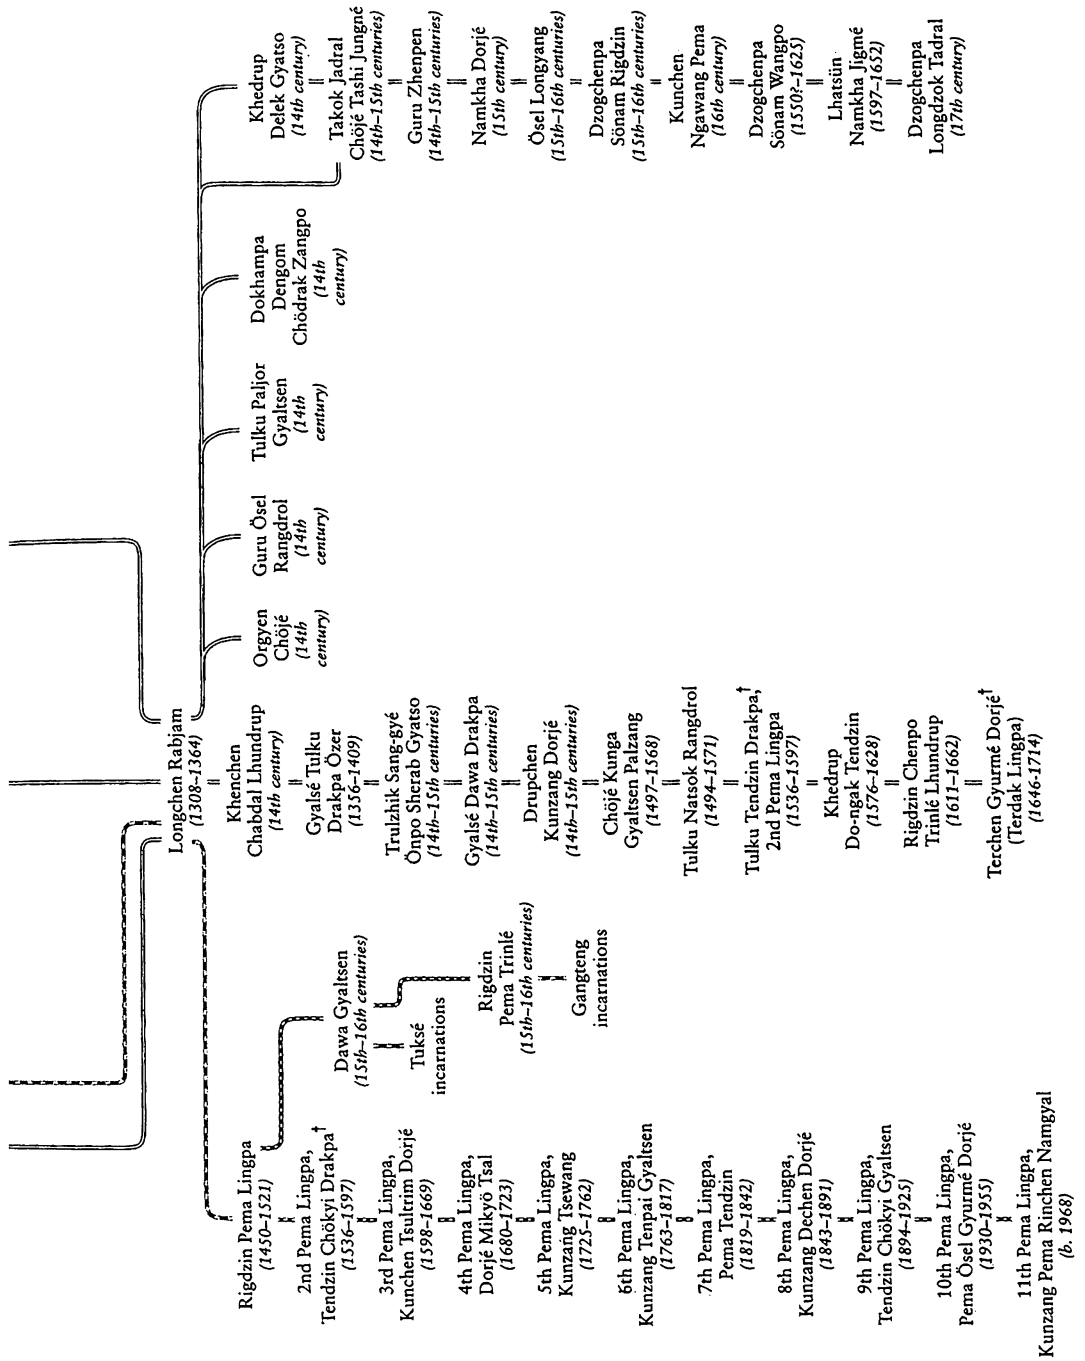 Longchen Rabjam
(1308–1364)
Rigdzin Pema Lingpa
(1450–1521)
2nd Pema Lingpa,
Tendzin Chökyi Drakpa†
(1536–1597)
3rd Pema Lingpa,
Kunchen Tsultrim Dorjé
(1598–1669)
4th Pema Lingpa,
Dorjé Mikyö Tsal
(1680–1723)
5th Pema Lingpa,
Kunzang Tsewang
(1725–1762)
6th Pema Lingpa,
Kunzang Tenpai Gyaltsen
(1763–1817)
7th Pema Lingpa,
Pema Tendzin
(1819–1842)
8th Pema Lingpa,
Kunzang Dechen Dorjé
(1843–1891)
9th Pema Lingpa,
Tendzin Chökyi Gyaltsen
(1894–1925)
10th Pema Lingpa,
Pema Ösel Gyurmé Dorjé
(1930–1955)
11th Pema Lingpa,
Kunzang Pema Rinchen Namgyal
(b. 1968)
Dawa Gyaltsen
(15th–16th centuries)
Tuksé
incarnations
Rigdzin
Pema Trinlé
(15th–16th centuries)
Gangteng
incarnations
Khenchen
Chabdal Lhundrup
(14th century)
Gyalsé Tulku
Drakpa Özer
(1356–1409)
Trulzhik Sang-gyé
Önpo Sherab Gyatso
(14th–15th centuries)
Gyalsé Dawa Drakpa
(14th–15th centuries)
Drupchen
Kunzang Dorjé
(14th–15th centuries)
Chöjé Kunga
Gyaltsen Palzang
(1497–1568)
Tulku Natsok Rangdrol
(1494–1571)
Tulku Tendzin Drakpa,†
2nd Pema Lingpa
(1536–1597)
Khedrup
Do-ngak Tendzin
(1576–1628)
Rigdzin Chenpo
Trinlé Lhundrup
(1611–1662)
Terchen Gyurmé Dorjé†
(Terdak Lingpa)
(1646-1714)
Orgyen
Chöjé
(14th
century)
Guru Ösel
Rangdrol
(14th
century)
Tulku Paljor
Gyaltsen
(14th
century)
Dokhampa
Dengom
Chödrak Zangpo
(14th
century)
Khedrup
Delek Gyatso
(14th century)
Takok Jadral
Chöjé Tashi Jungné
(14th–15th centuries)
Guru Zhenpen
(14th–15th centuries)
Namkha Dorjé
(15th century)
Ösel Longyang
(15th–16th centuries)
Dzogchenpa
Sönam Rigdzin
(15th–16th centuries)
Kunchen
Ngawang Pema
(16th century)
Dzogchenpa
Sönam Wangpo
(1550?–1625)
Lhatsün
Namkha Jigmé
(1597–1652)
Dzogchenpa
Longdzok Tadral
(17th century)